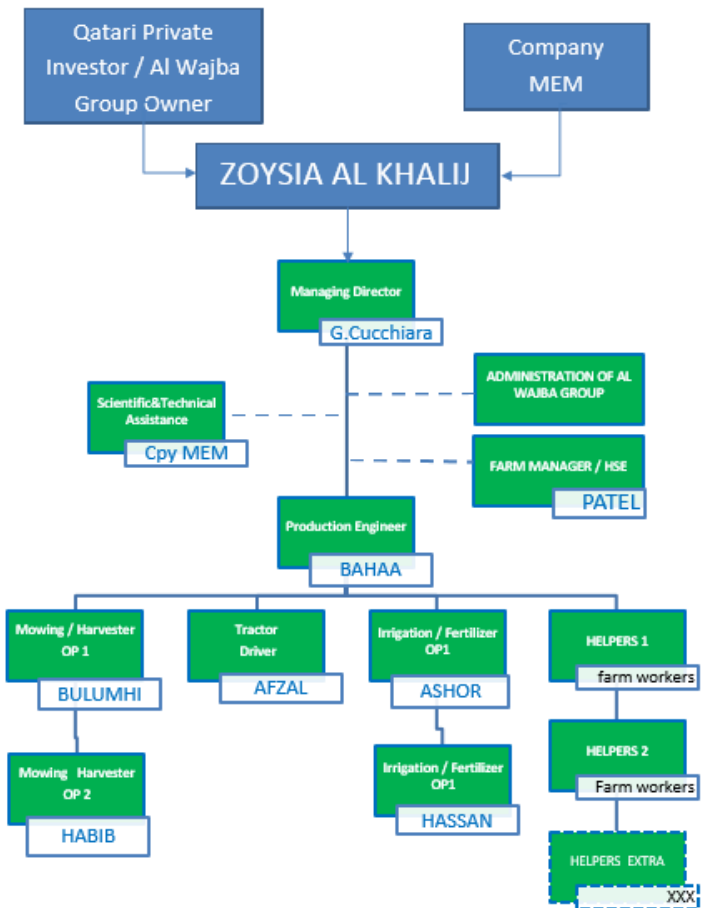 Qatari Private
Investor / Al Wajba
Group Owner
Company
MEM
ZOYSIA AL KHALIJ
Managing Director
G.Cucchiara
ADMINISTRATION OF AL
WAJBA GROUP
Scientific&Technical
Assistance
Cpy MEM
FARM MANAGER / HSE
PATEL
Production Engineer
BAHAA
Mowing / Harvester
OP 1
BULUMHI
Tractor
Driver
AFZAL
Irrigation / Fertilizer
OP1
ASHOR
HELPERS 1
farm workers
Mowing Harvester
OP 2
HABIB
Irrigation / Fertilizer
OP1
HASSAN
HELPERS 2
Farm workers
HELPERS EXTRA
XXX